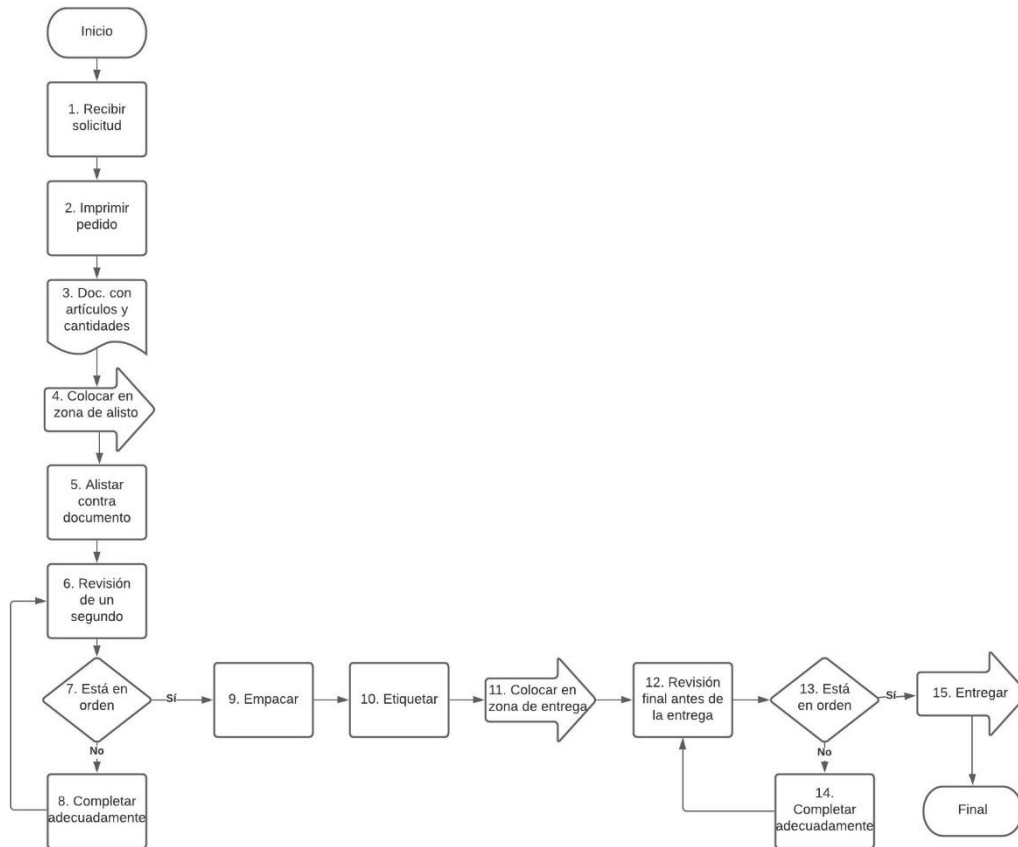 Inicio
1. Recibir
solicitud
2. Imprimir
pedido
3. Doc. con
artículos y
cantidades
4. Colocar en
zona de alisto
5. Alistar
contra
documento
6. Revisión
de un
segundo
7. Está en
orden
Sí
No
8. Completar
adecuadamente
9. Empacar
10. Etiquetar
11. Colocar en
zona de entrega
12. Revisión
final antes de
la entrega
13. Está
en orden
Sí
No
14.
Completar
adecuadamente
15. Entregar
Final